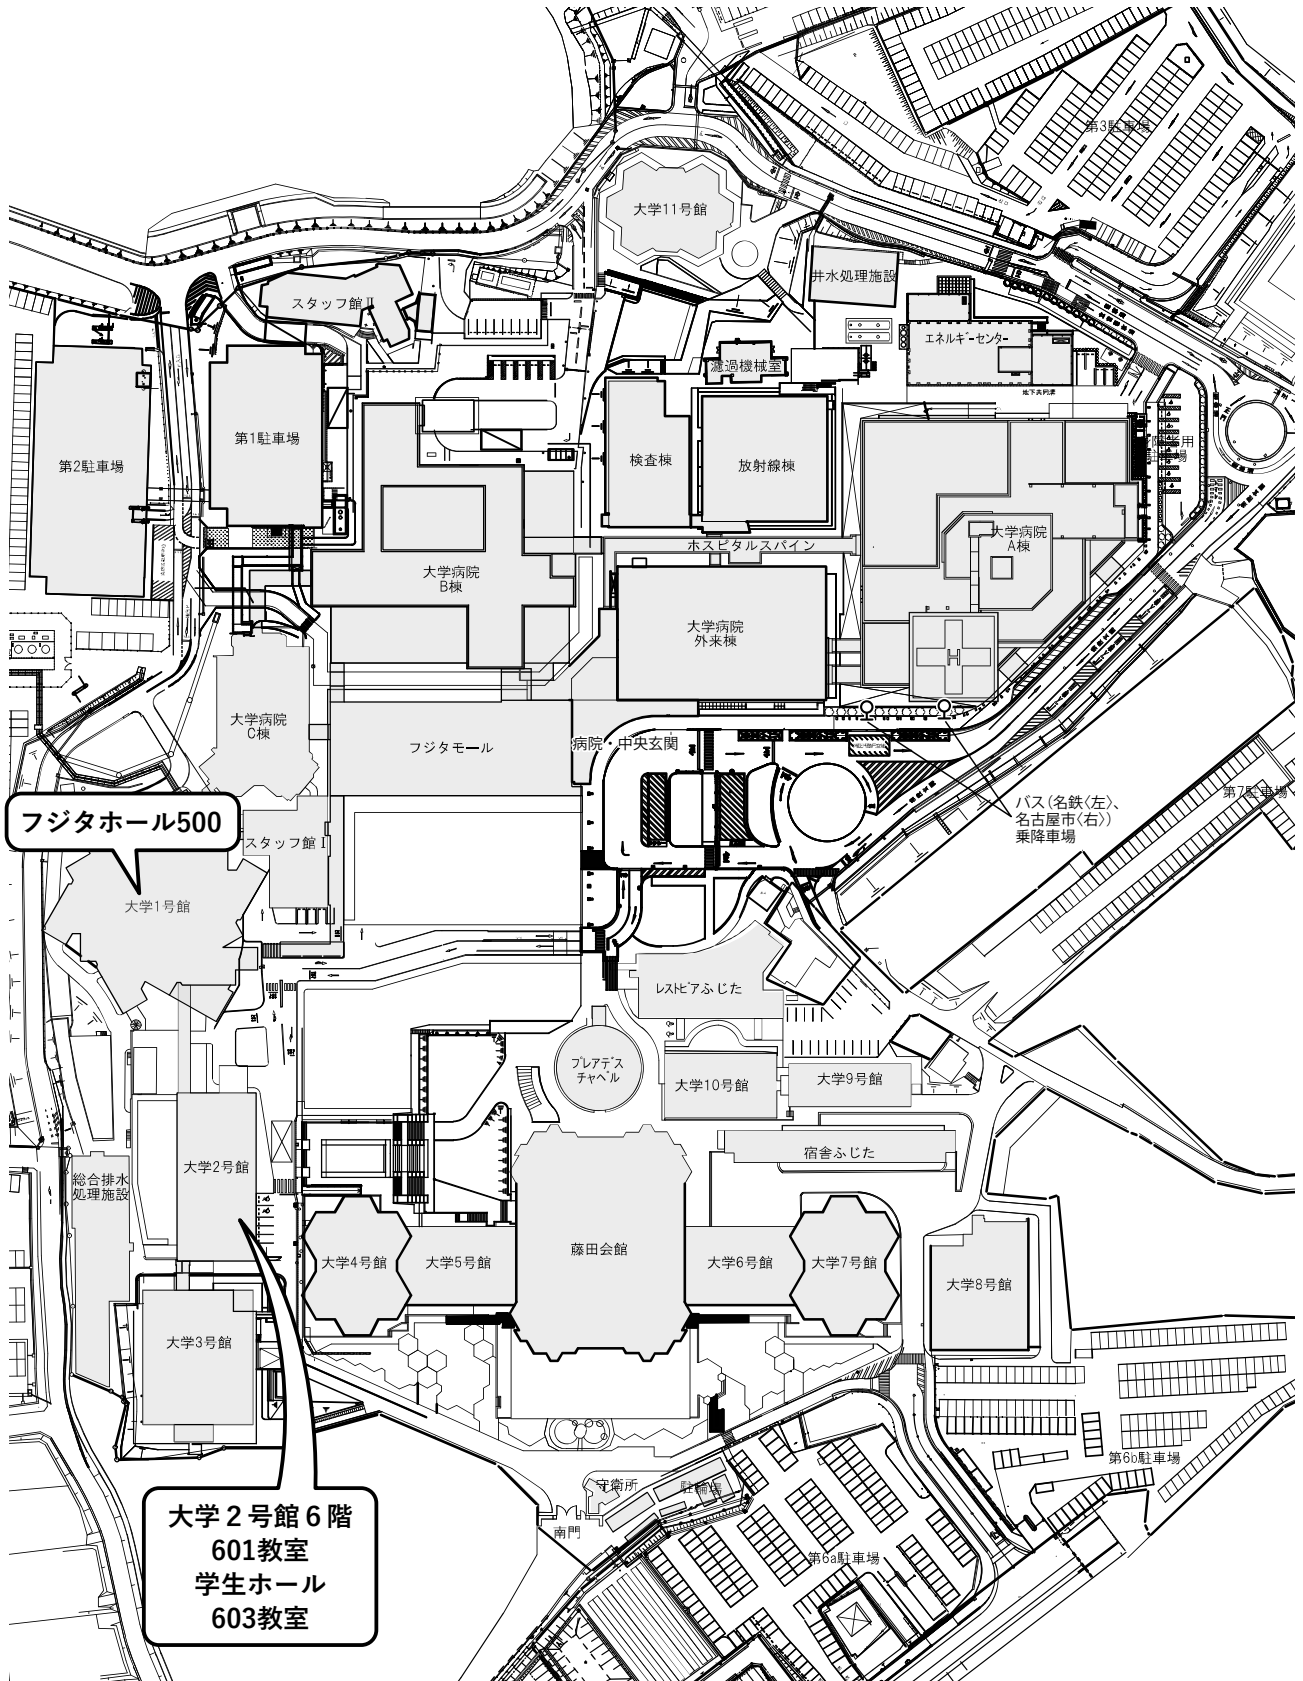 第3駐車場
大学11号館
井水処理施設
スタッフ館Ⅱ
エネルギーセンター
濾過機械室
地下共同溝
第1駐車場
第2駐車場
検査棟
放射線棟
大学病院
A棟
ホスピタルスパイン
大学病院
B棟
大学病院
外来棟
H
大学病院
C棟
フジタモール
病院・中央玄関
第7駐車場
バス(名鉄〈左〉、
名古屋市〈右〉)
乗降車場
フジタホール500
スタッフ館Ⅰ
大学1号館
レストピアふじた
プレアデス
チャペル
大学10号館
大学9号館
宿舎ふじた
大学2号館
総合排水
処理施設
大学4号館
大学5号館
藤田会館
大学6号館
大学7号館
大学8号館
大学3号館
第6b駐車場
守衛所
駐輪場
南門
第6a駐車場
大学２号館６階
601教室
学生ホール
603教室